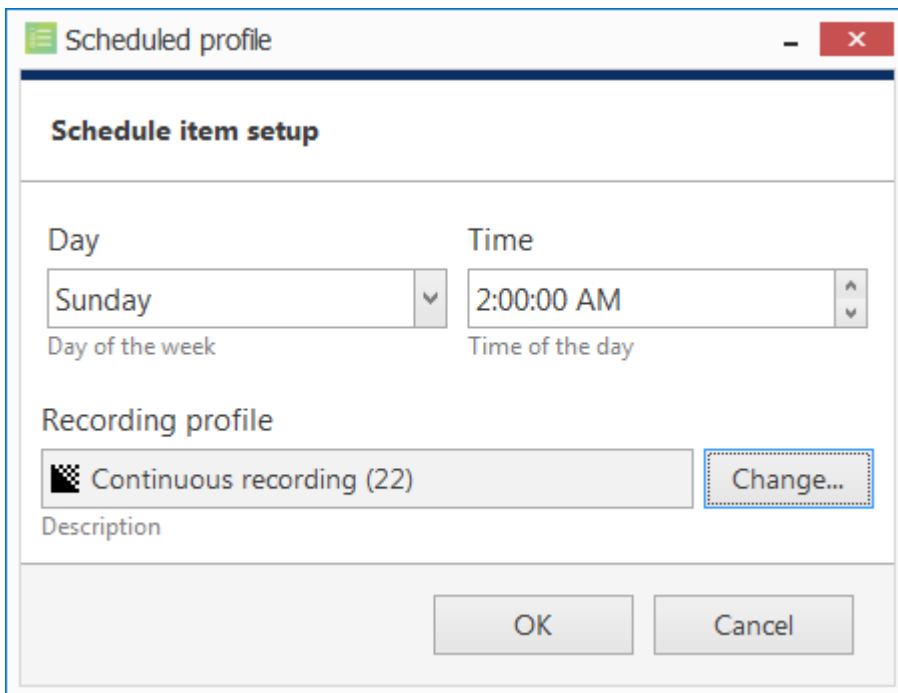 Scheduled profile
Schedule item setup
Day Time
Sunday 2:00:00 AM
Day of the week Time of the day
Recording profile
Continuous recording (22) Change...
Description
OK Cancel